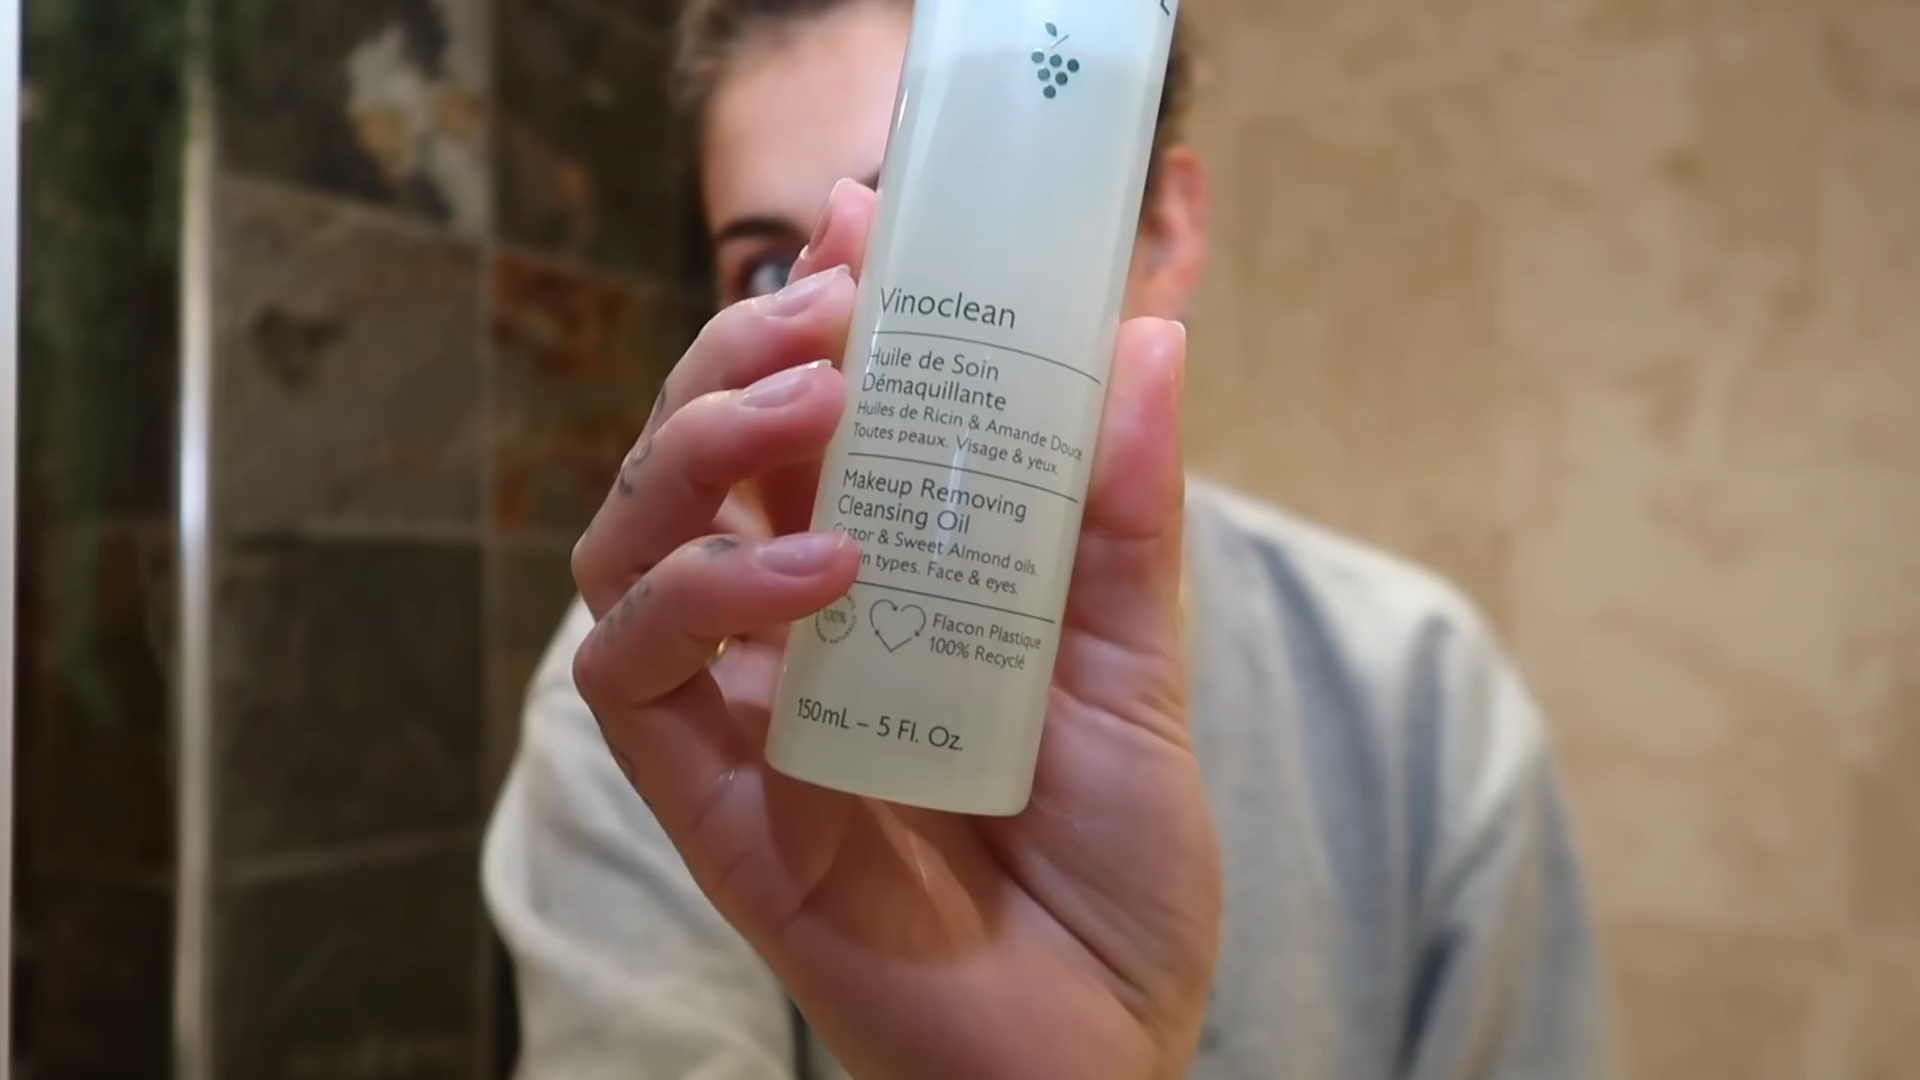 Vinoclean
Huile de Soin
Démaquillante
Huiles de Ricin & Amande Douce
Toutes peaux. Visage & yeux.
Makeup Removing
Cleansing Oil
& Sweet Almond oils.
types. Face & eyes.
100%
Flacon Plastique
100% Recyclé
150mL – 5 Fl. Oz.